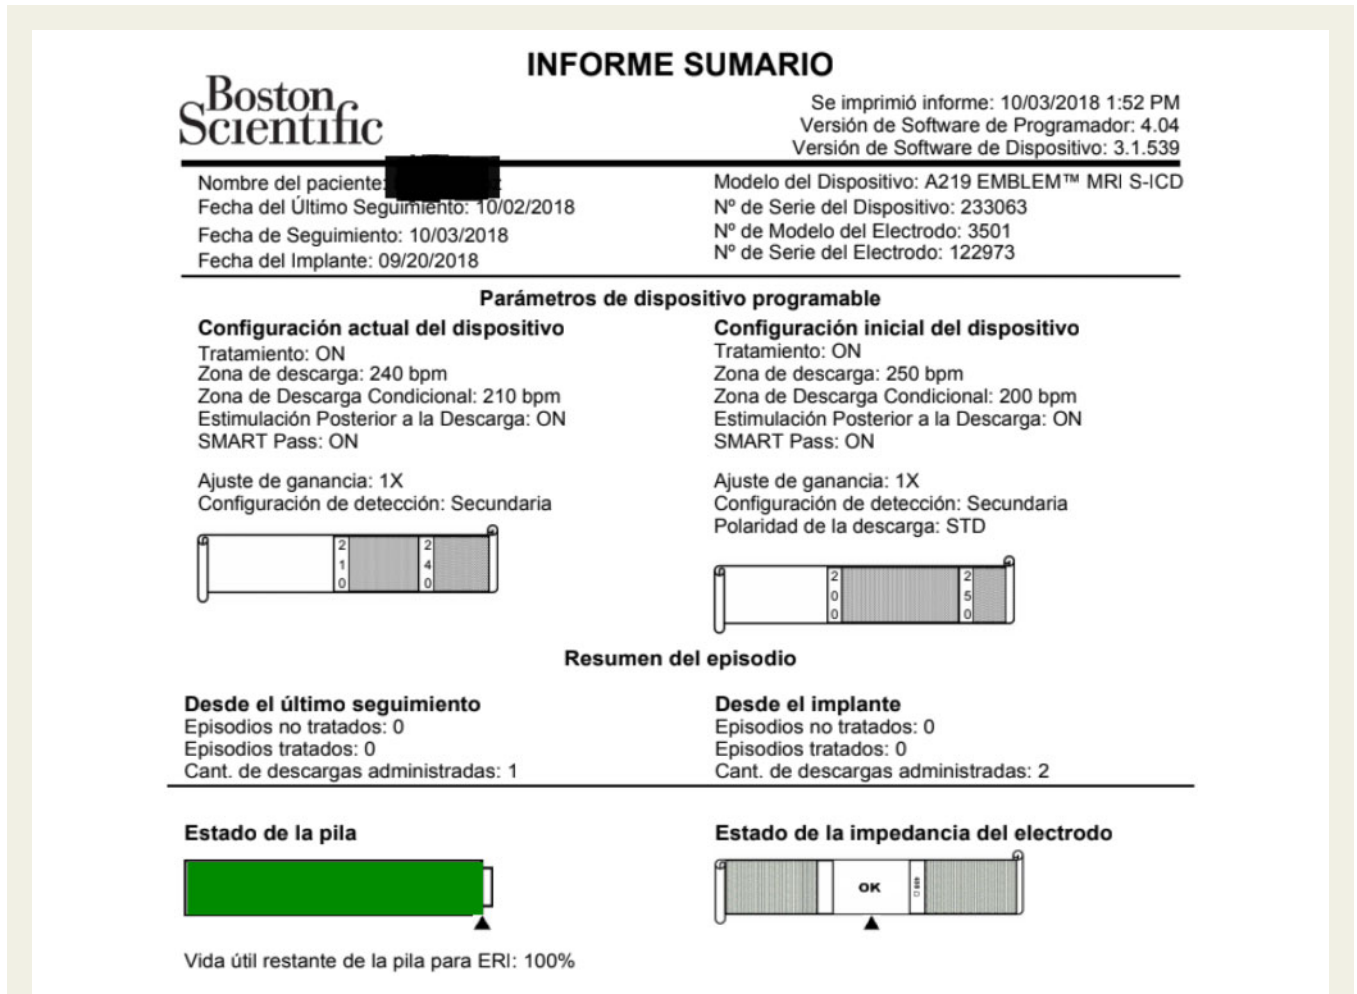 INFORME SUMARIO
Boston
Scientific
Se imprimió informe: 10/03/2018 1:52 PM
Versión de Software de Programador: 4.04
Versión de Software de Dispositivo: 3.1.539
Nombre del paciente:
Fecha del Último Seguimiento: 10/02/2018
Fecha de Seguimiento: 10/03/2018
Fecha del Implante: 09/20/2018
Modelo del Dispositivo: A219 EMBLEM™ MRI S-ICD
Nº de Serie del Dispositivo: 233063
Nº de Modelo del Electrodo: 3501
Nº de Serie del Electrodo: 122973
Parámetros de dispositivo programable
Configuración actual del dispositivo
Tratamiento: ON
Zona de descarga: 240 bpm
Zona de Descarga Condicional: 210 bpm
Estimulación Posterior a la Descarga: ON
SMART Pass: ON
Ajuste de ganancia: 1X
Configuración de detección: Secundaria
210 240
Configuración inicial del dispositivo
Tratamiento: ON
Zona de descarga: 250 bpm
Zona de Descarga Condicional: 200 bpm
Estimulación Posterior a la Descarga: ON
SMART Pass: ON
Ajuste de ganancia: 1X
Configuración de detección: Secundaria
Polaridad de la descarga: STD
200 250
Resumen del episodio
Desde el último seguimiento
Episodios no tratados: 0
Episodios tratados: 0
Cant. de descargas administradas: 1
Desde el implante
Episodios no tratados: 0
Episodios tratados: 0
Cant. de descargas administradas: 2
Estado de la pila
Vida útil restante de la pila para ERI: 100%
Estado de la impedancia del electrodo
OK